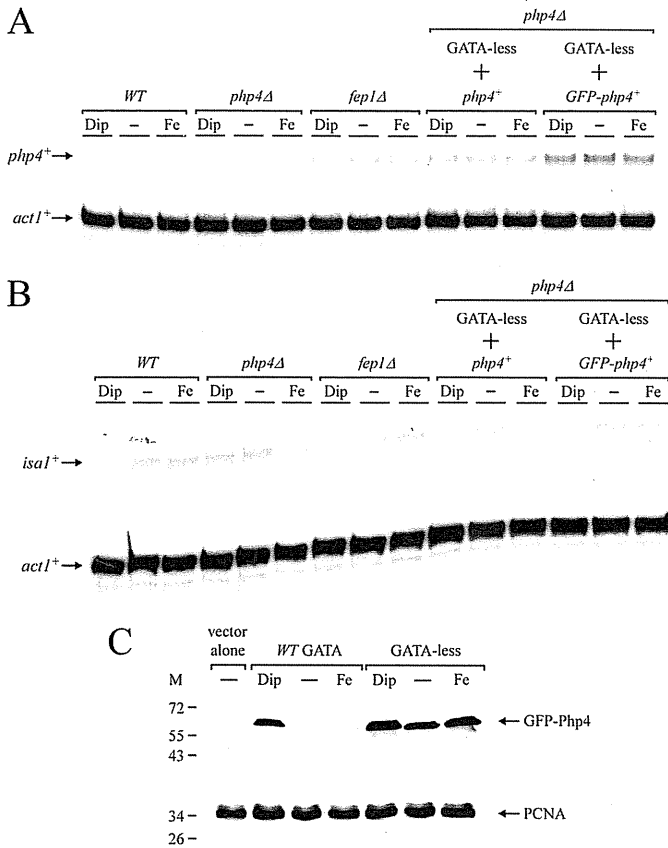 A
php4Δ
GATA-less GATA-less
+ +
WT php4Δ fep1Δ php4⁺ GFP-php4⁺
Dip – Fe Dip – Fe Dip – Fe Dip – Fe Dip – Fe
php4⁺→
act1⁺→
B
php4Δ
GATA-less GATA-less
+ +
WT php4Δ fep1Δ php4⁺ GFP-php4⁺
Dip – Fe Dip – Fe Dip – Fe Dip – Fe Dip – Fe
isa1⁺→
act1⁺→
C
vector
alone WT GATA GATA-less
M – Dip – Fe Dip – Fe
72 –
←GFP-Php4
55 –
43 –
34 – ←PCNA
26 –